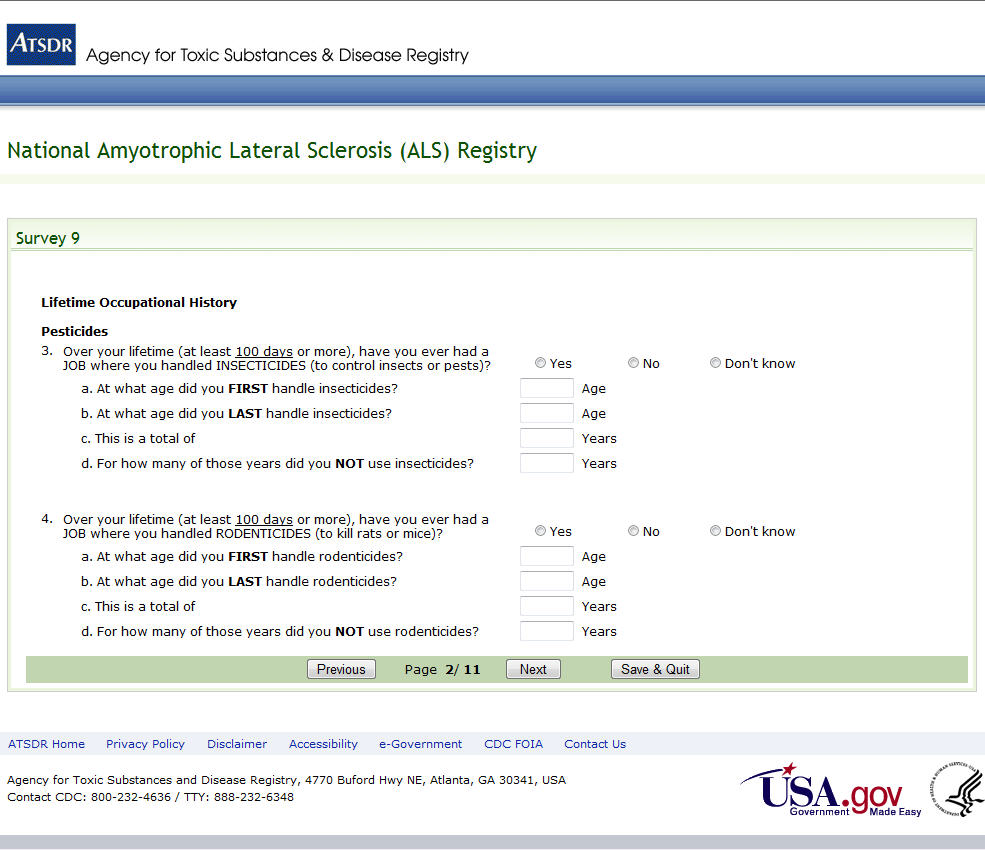 ATSDR
Agency for Toxic Substances & Disease Registry
National Amyotrophic Lateral Sclerosis (ALS) Registry
Survey 9
Lifetime Occupational History
Pesticides
3. Over your lifetime (at least 100 days or more), have you ever had a
JOB where you handled INSECTICIDES (to control insects or pests)?
Yes No Don't know
a. At what age did you FIRST handle insecticides? Age
b. At what age did you LAST handle insecticides? Age
c. This is a total of Years
d. For how many of those years did you NOT use insecticides? Years
4. Over your lifetime (at least 100 days or more), have you ever had a
JOB where you handled RODENTICIDES (to kill rats or mice)?
Yes No Don't know
a. At what age did you FIRST handle rodenticides? Age
b. At what age did you LAST handle rodenticides? Age
c. This is a total of Years
d. For how many of those years did you NOT use rodenticides? Years
Previous Page 2/ 11 Next Save & Quit
ATSDR Home Privacy Policy Disclaimer Accessibility e-Government CDC FOIA Contact Us
Agency for Toxic Substances and Disease Registry, 4770 Buford Hwy NE, Atlanta, GA 30341, USA
Contact CDC: 800-232-4636 / TTY: 888-232-6348
USA.gov
Government Made Easy